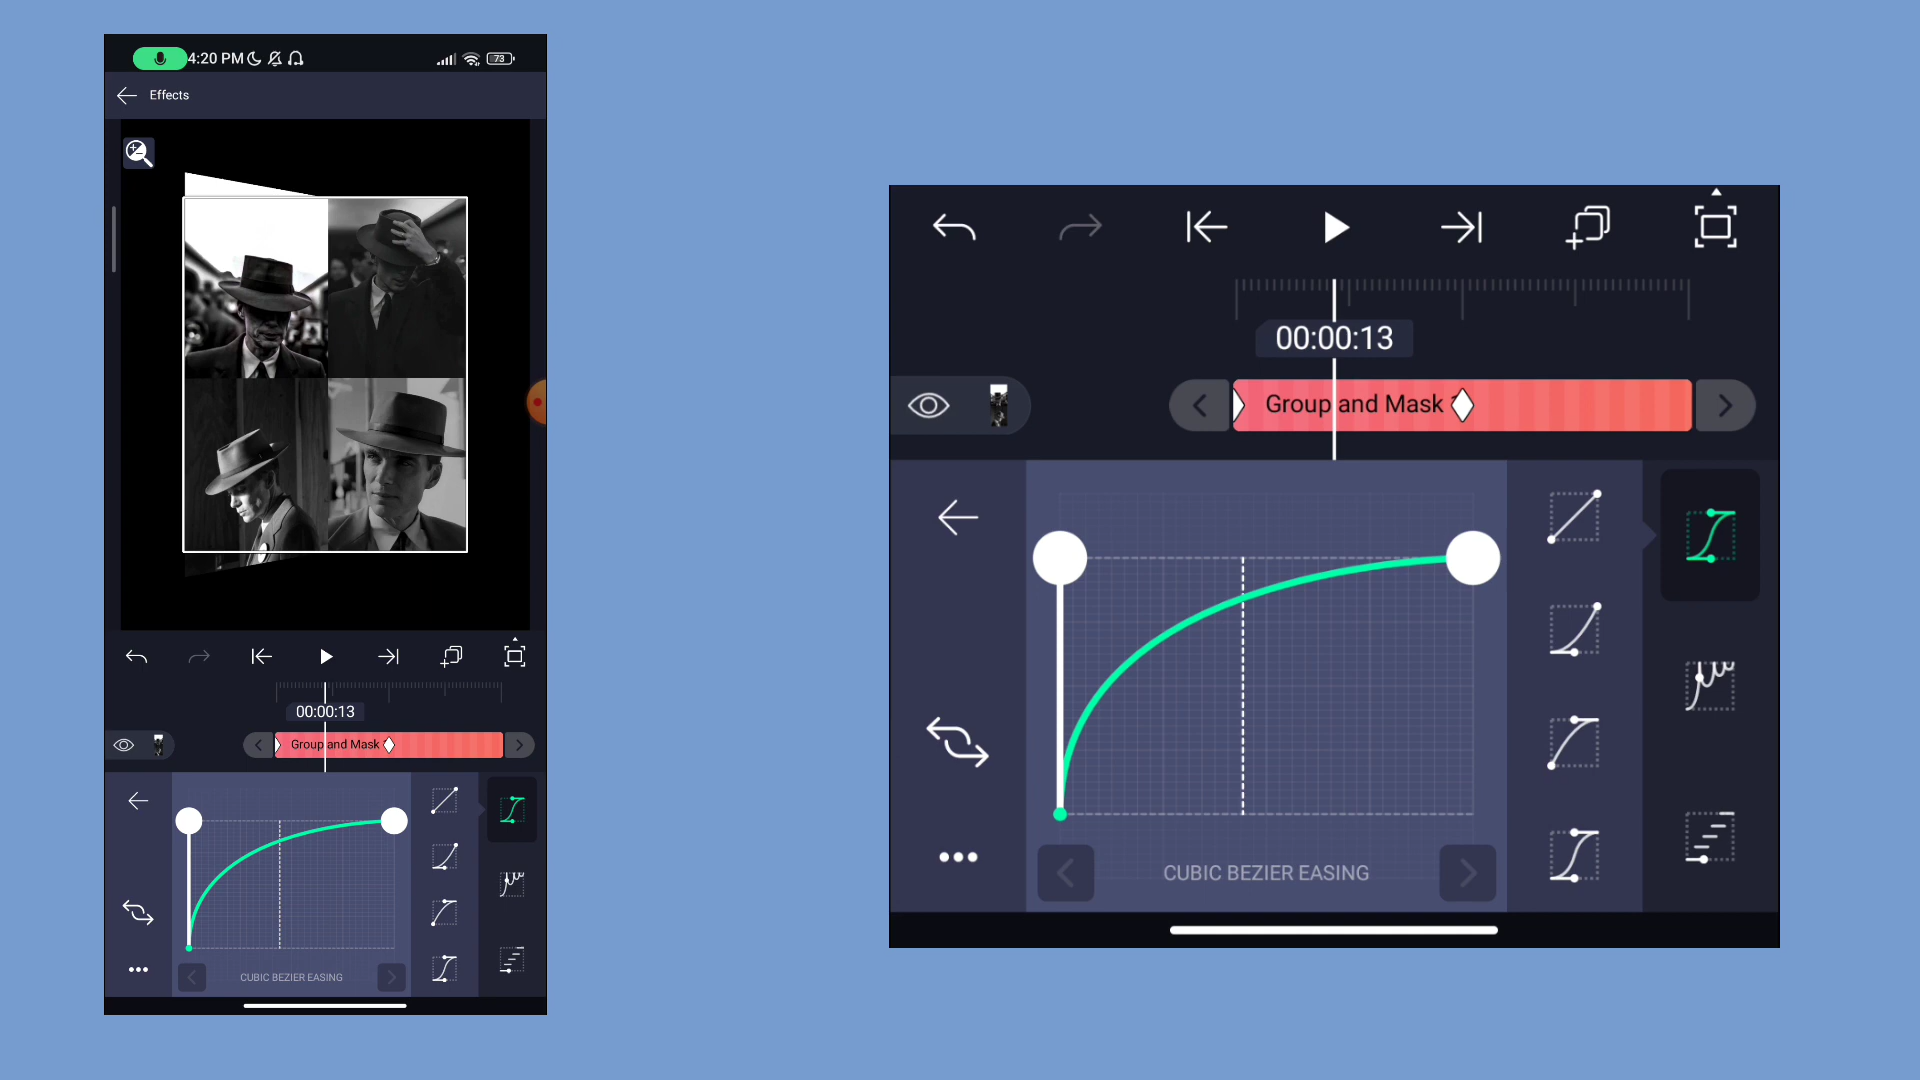 4:20 PM
73
Effects
00:00:13
Group and Mask
CUBIC BEZIER EASING
00:00:13
Group and Mask
CUBIC BEZIER EASING